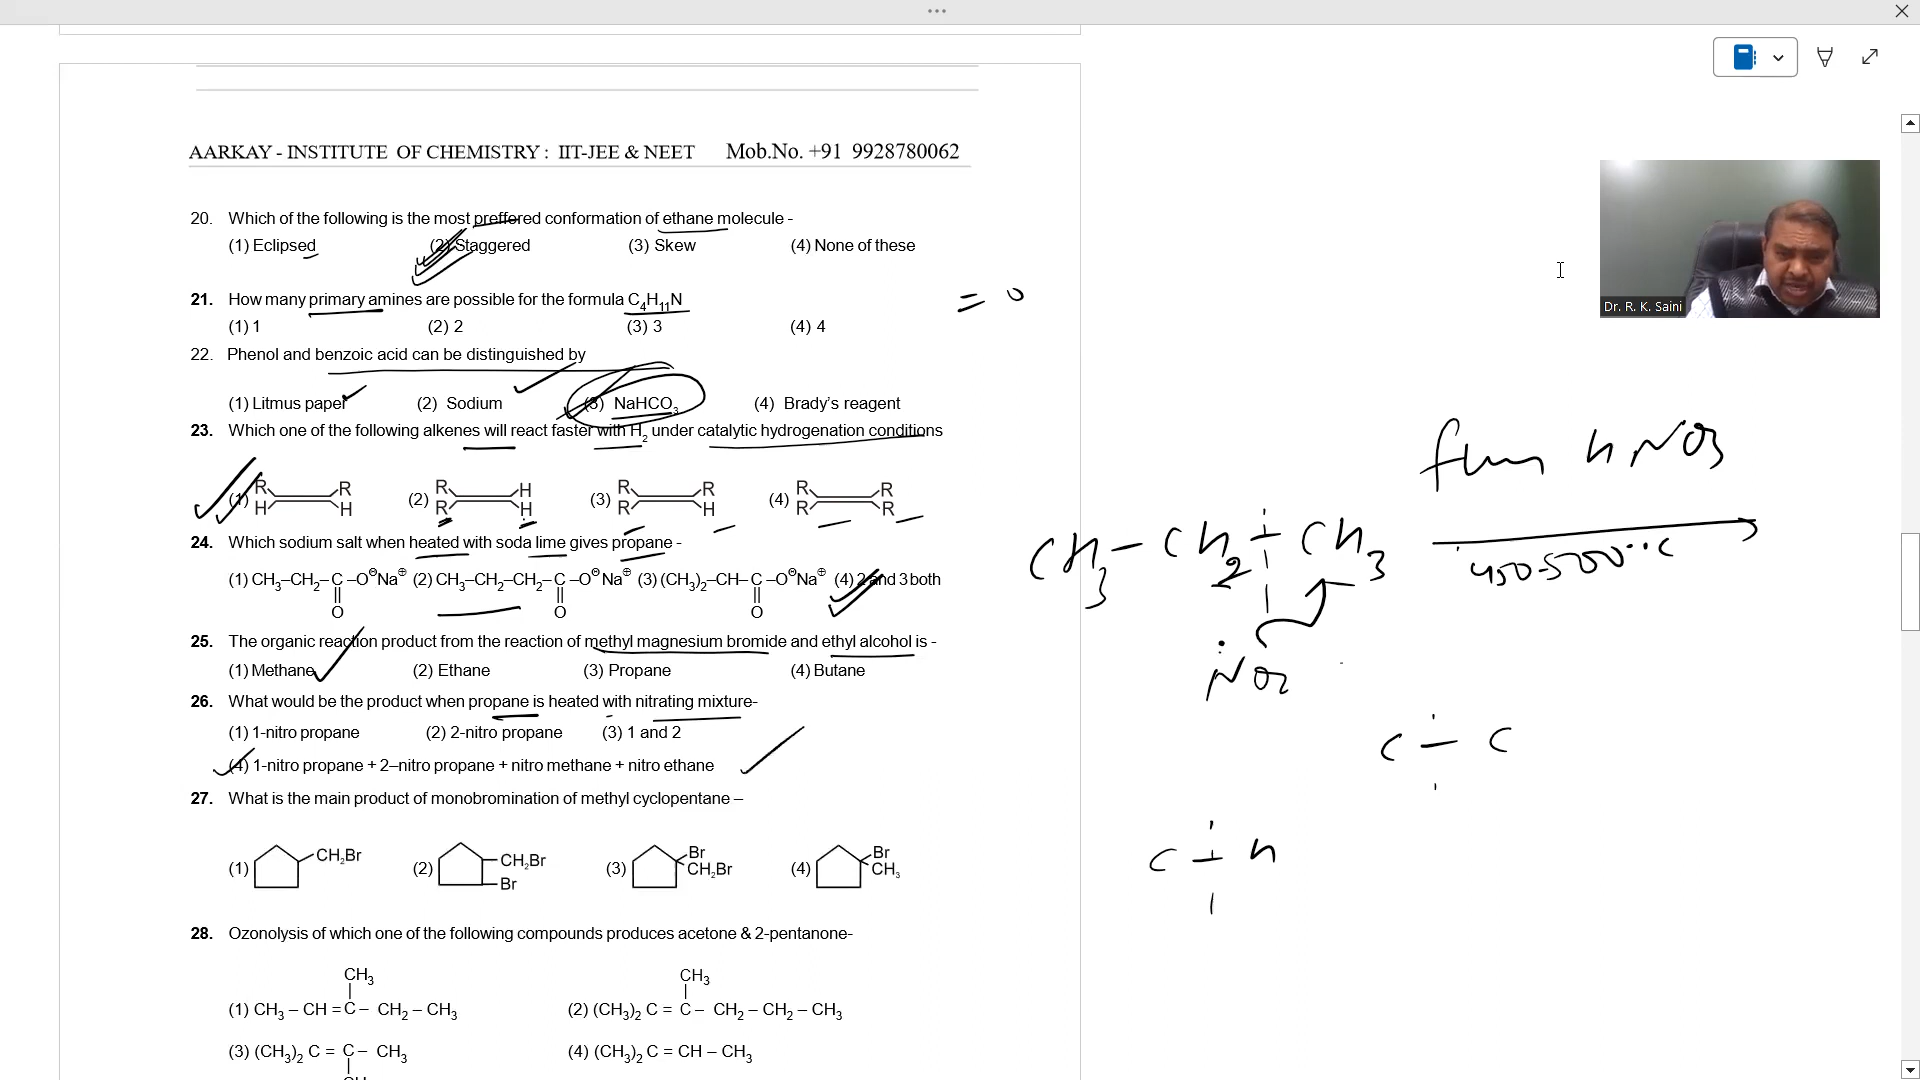 AARKAY - INSTITUTE OF CHEMISTRY : IIT-JEE & NEET Mob.No. +91 9928780062
20. Which of the following is the most preffered conformation of ethane molecule -
(1) Eclipsed (2) Staggered (3) Skew (4) None of these
21. How many primary amines are possible for the formula C₄H₁₁N
(1) 1 (2) 2 (3) 3 (4) 4
22. Phenol and benzoic acid can be distinguished by
(1) Litmus paper (2) Sodium (3) NaHCO₃ (4) Brady's reagent
23. Which one of the following alkenes will react faster with H₂ under catalytic hydrogenation conditions
(1) R H R H (2) R R H H (3) R R R H (4) R R R R
24. Which sodium salt when heated with soda lime gives propane -
(1) CH₃–CH₂–C–O⊖Na⊕ (2) CH₃–CH₂–CH₂–C–O⊖Na⊕ (3) (CH₃)₂–CH–C–O⊖Na⊕ (4) 2 and 3 both
O O O
25. The organic reaction product from the reaction of methyl magnesium bromide and ethyl alcohol is -
(1) Methane (2) Ethane (3) Propane (4) Butane
26. What would be the product when propane is heated with nitrating mixture-
(1) 1-nitro propane (2) 2-nitro propane (3) 1 and 2
(4) 1-nitro propane + 2–nitro propane + nitro methane + nitro ethane
27. What is the main product of monobromination of methyl cyclopentane –
(1) CH₂Br (2) CH₂Br Br (3) Br CH₂Br (4) Br CH₃
28. Ozonolysis of which one of the following compounds produces acetone & 2-pentanone-
CH₃ CH₃
(1) CH₃ – CH = C – CH₂ – CH₃ (2) (CH₃)₂ C = C – CH₂ – CH₂ – CH₃
(3) (CH₃)₂ C = C – CH₃ (4) (CH₃)₂ C = CH – CH₃
Dr. R. K. Saini
HNO3
CH3 – CH2 – CH3
450-500°C
NO2
C – C
C – H